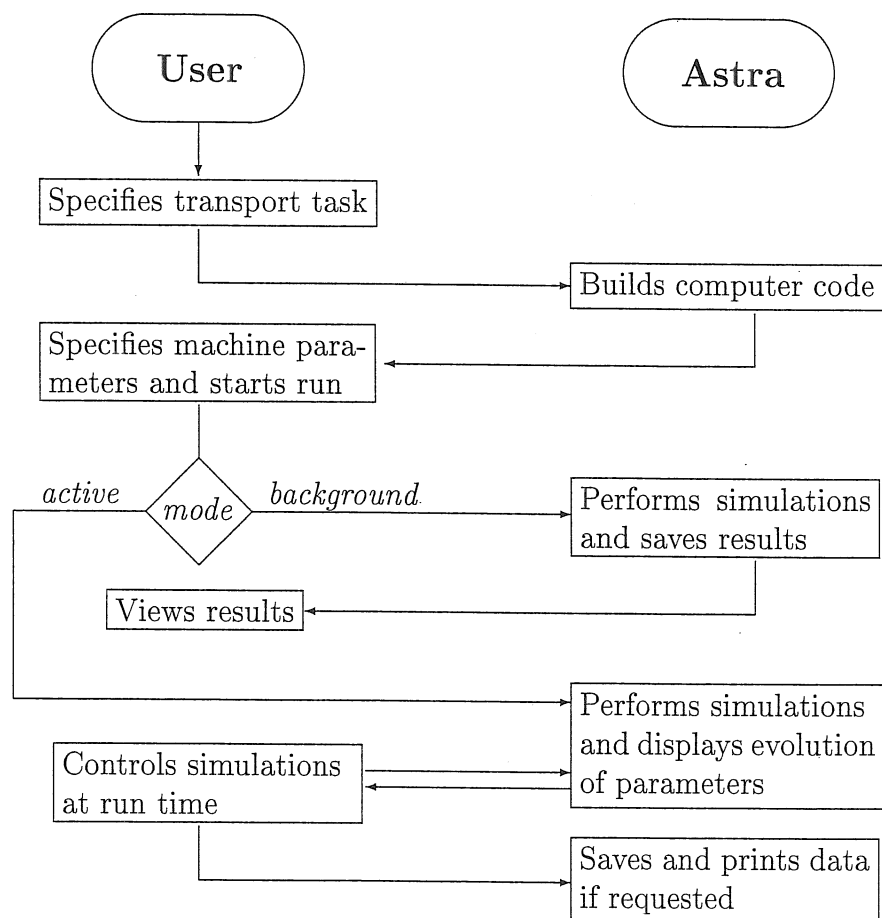 User
Astra
Specifies transport task
Builds computer code
Specifies machine para-
meters and starts run
active
mode
background
Performs simulations
and saves results
Views results
Performs simulations
and displays evolution
of parameters
Controls simulations
at run time
Saves and prints data
if requested